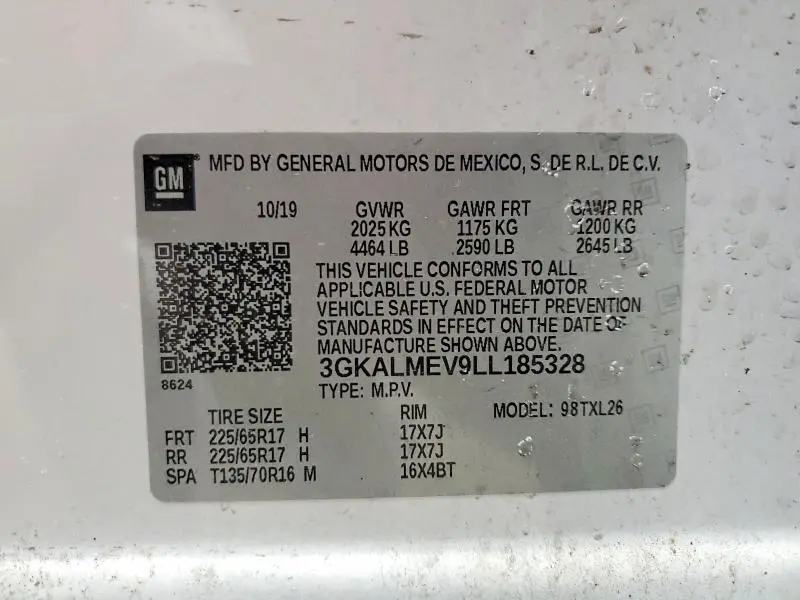 GM MFD BY GENERAL MOTORS DE MEXICO, S. DE R.L. DE C.V.
10/19 GVWR GAWR FRT GAWR RR
2025 KG 1175 KG 1200 KG
4464 LB 2590 LB 2645 LB
THIS VEHICLE CONFORMS TO ALL
APPLICABLE U.S. FEDERAL MOTOR
VEHICLE SAFETY AND THEFT PREVENTION
STANDARDS IN EFFECT ON THE DATE OF
MANUFACTURE SHOWN ABOVE.
3GKALMEV9LL185328
8624
TYPE: M.P.V.
TIRE SIZE RIM MODEL: 98TXL26
FRT 225/65R17 H 17X7J
RR 225/65R17 H 17X7J
SPA T135/70R16 M 16X4BT